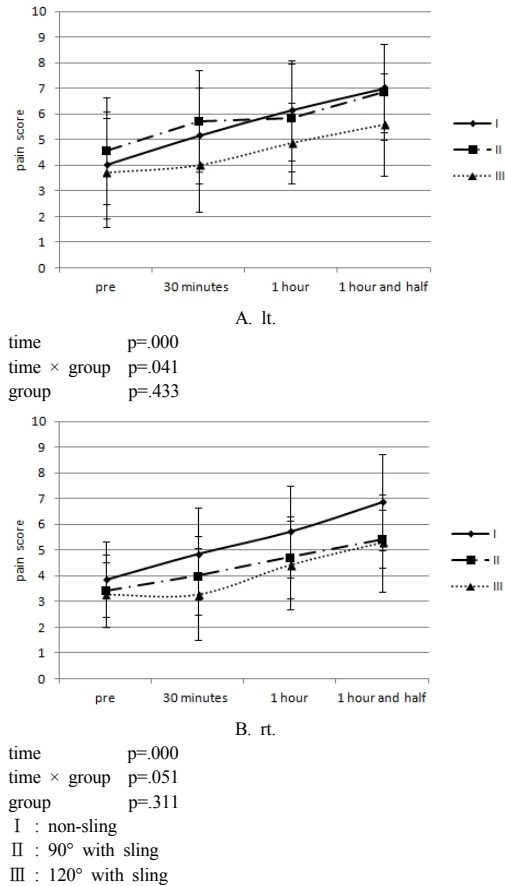 10
9
8
7
6
5
4
3
2
1
0
pain score
pre 30 minutes 1 hour 1 hour and half
I
II
III
A. lt.
time p=.000
time × group p=.041
group p=.433
10
9
8
7
6
5
4
3
2
1
0
pain score
pre 30 minutes 1 hour 1 hour and half
I
II
III
B. rt.
time p=.000
time × group p=.051
group p=.311
Ⅰ : non-sling
Ⅱ : 90° with sling
Ⅲ : 120° with sling